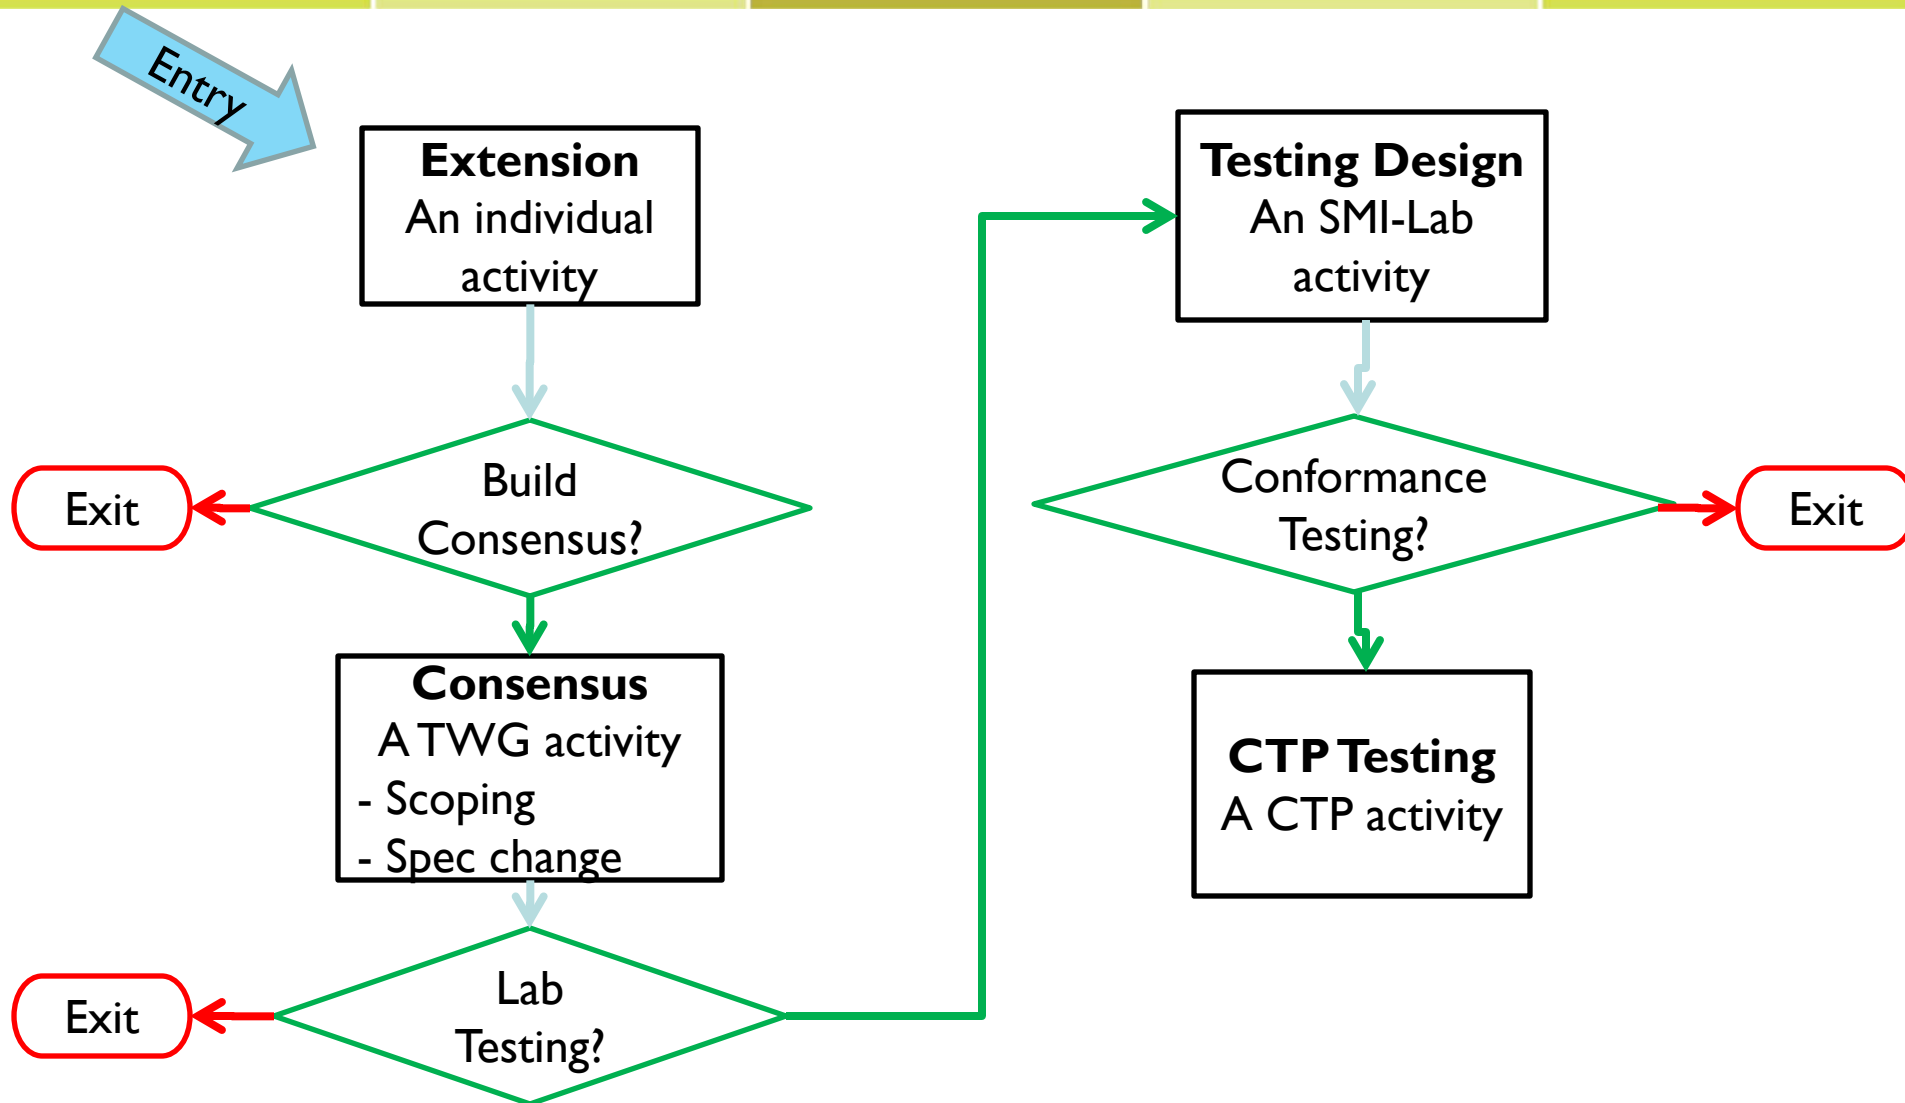 Entry
Extension
An individual
activity
Build
Consensus?
Exit
Consensus
A TWG activity
- Scoping
- Spec change
Lab
Testing?
Exit
Testing Design
An SMI-Lab
activity
Conformance
Testing?
Exit
CTP Testing
A CTP activity